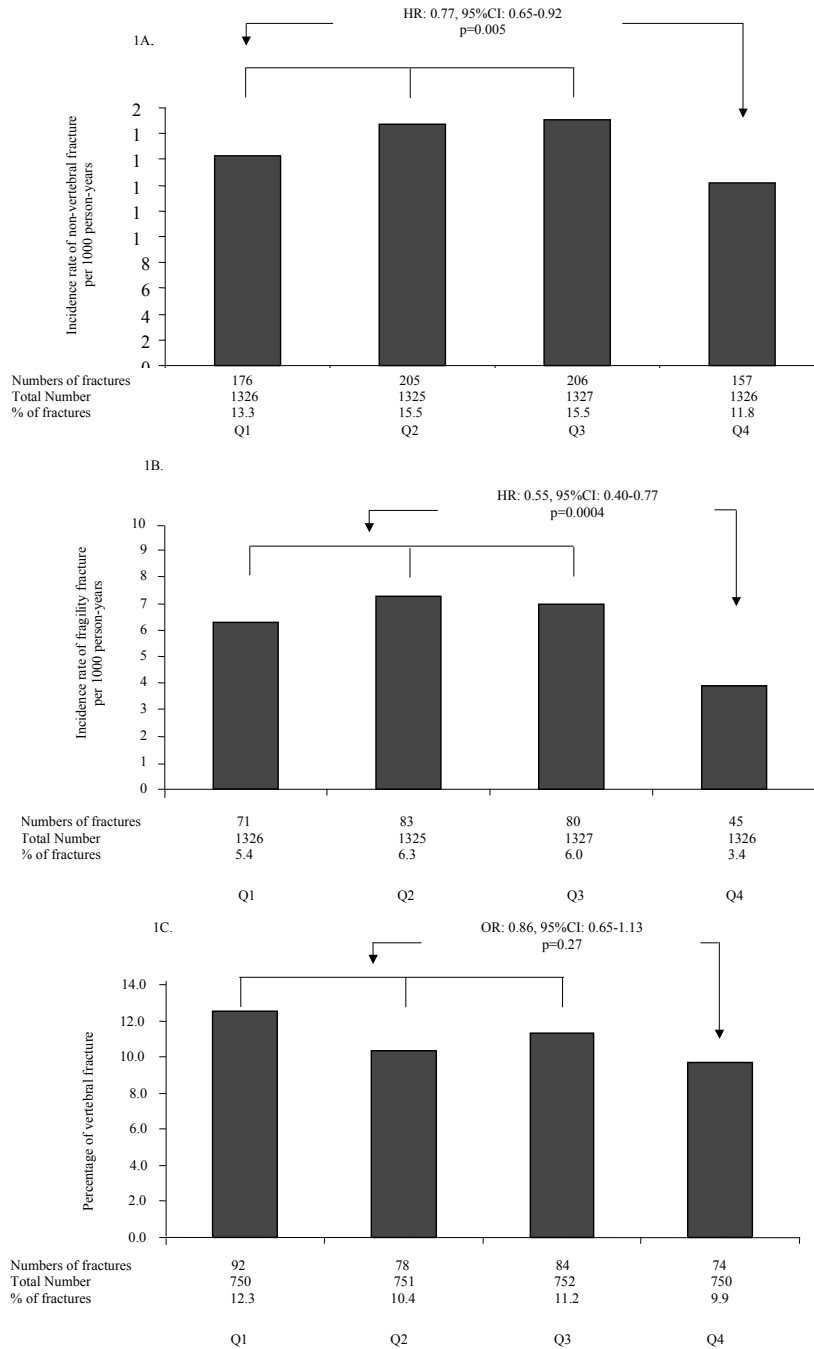 HR: 0.77, 95%CI: 0.65-0.92
p=0.005
1A.
Incidence rate of non-vertebral fracture
per 1000 person-years
2
1
1
1
1
1
8
6
4
2
0
Numbers of fractures 176 205 206 157
Total Number 1326 1325 1327 1326
% of fractures 13.3 15.5 15.5 11.8
Q1 Q2 Q3 Q4
1B.
HR: 0.55, 95%CI: 0.40-0.77
p=0.0004
Incidence rate of fragility fracture
per 1000 person-years
10
9
8
7
6
5
4
3
2
1
0
Numbers of fractures 71 83 80 45
Total Number 1326 1325 1327 1326
% of fractures 5.4 6.3 6.0 3.4
Q1 Q2 Q3 Q4
1C.
OR: 0.86, 95%CI: 0.65-1.13
p=0.27
Percentage of vertebral fracture
14.0
12.0
10.0
8.0
6.0
4.0
2.0
0.0
Numbers of fractures 92 78 84 74
Total Number 750 751 752 750
% of fractures 12.3 10.4 11.2 9.9
Q1 Q2 Q3 Q4